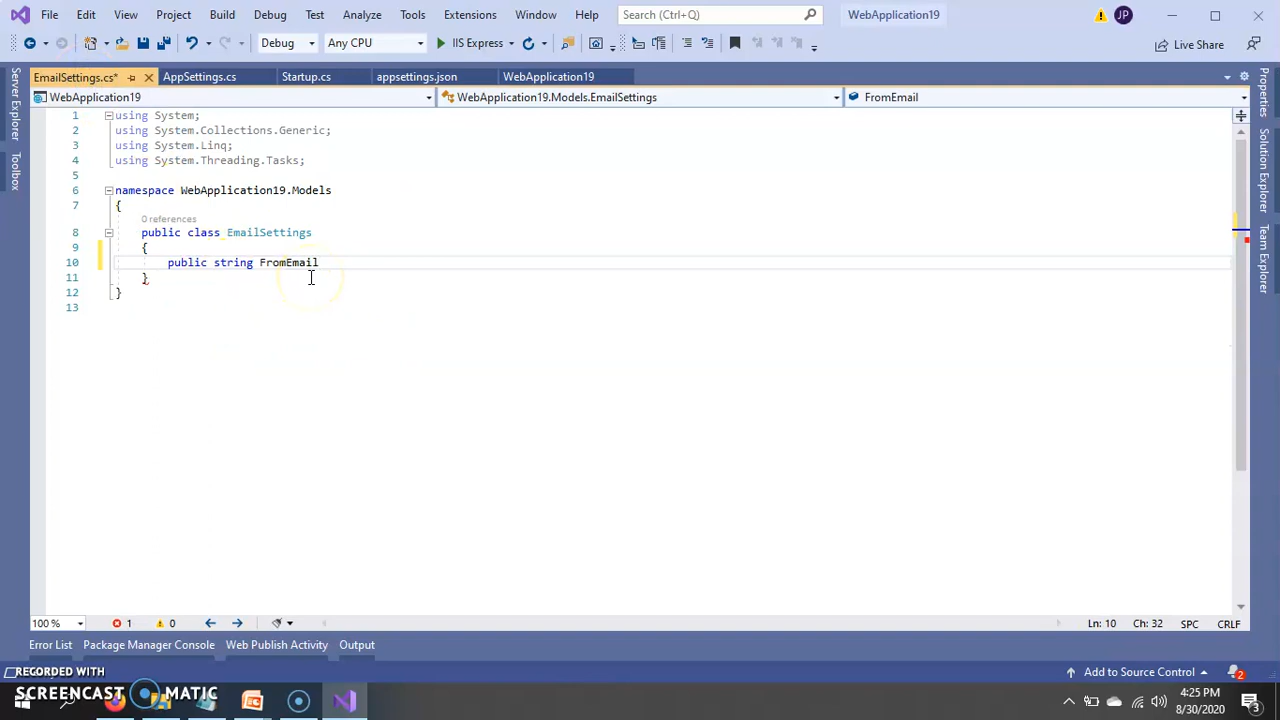 File Edit View Project Build Debug Test Analyze Tools Extensions Window Help Search (Ctrl+Q) WebApplication19 JP
Debug Any CPU IIS Express Live Share
EmailSettings.cs* AppSettings.cs Startup.cs appsettings.json WebApplication19
WebApplication19 WebApplication19.Models.EmailSettings FromEmail
Server Explorer
Toolbox
Properties
Solution Explorer
Team Explorer
1 using System;
2 using System.Collections.Generic;
3 using System.Linq;
4 using System.Threading.Tasks;
5
6 namespace WebApplication19.Models
7 {
0 references
8 public class EmailSettings
9 {
10 public string FromEmail
11 }
12 }
13
100 % 1 0 Ln: 10 Ch: 32 SPC CRLF
Error List Package Manager Console Web Publish Activity Output
RECORDED WITH
SCREENCAST MATIC
Add to Source Control 2
4:25 PM
8/30/2020
3